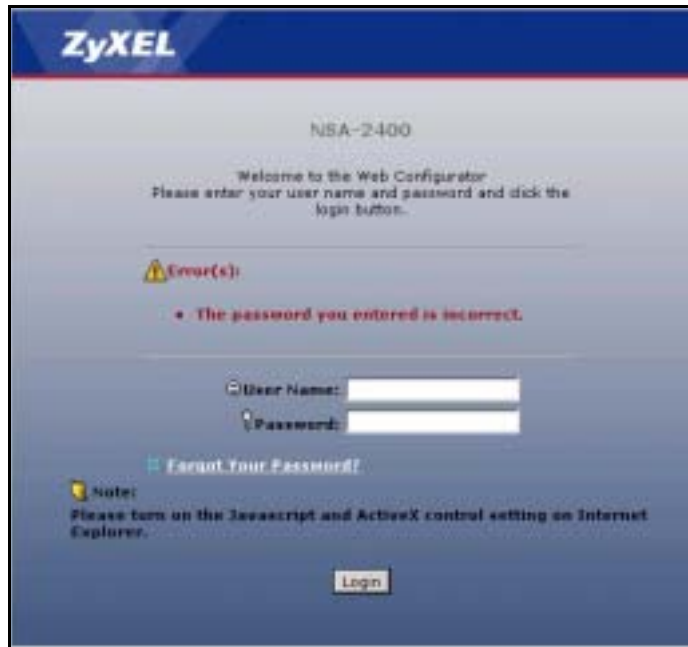 ZyXEL
NSA-2400
Welcome to the Web Configurator
Please enter your user name and password and click the
login button.
Error(s):
• The password you entered is incorrect.
User Name:
Password:
Forgot Your Password?
Note:
Please turn on the Javascript and ActiveX control setting on Internet
Explorer.
Login